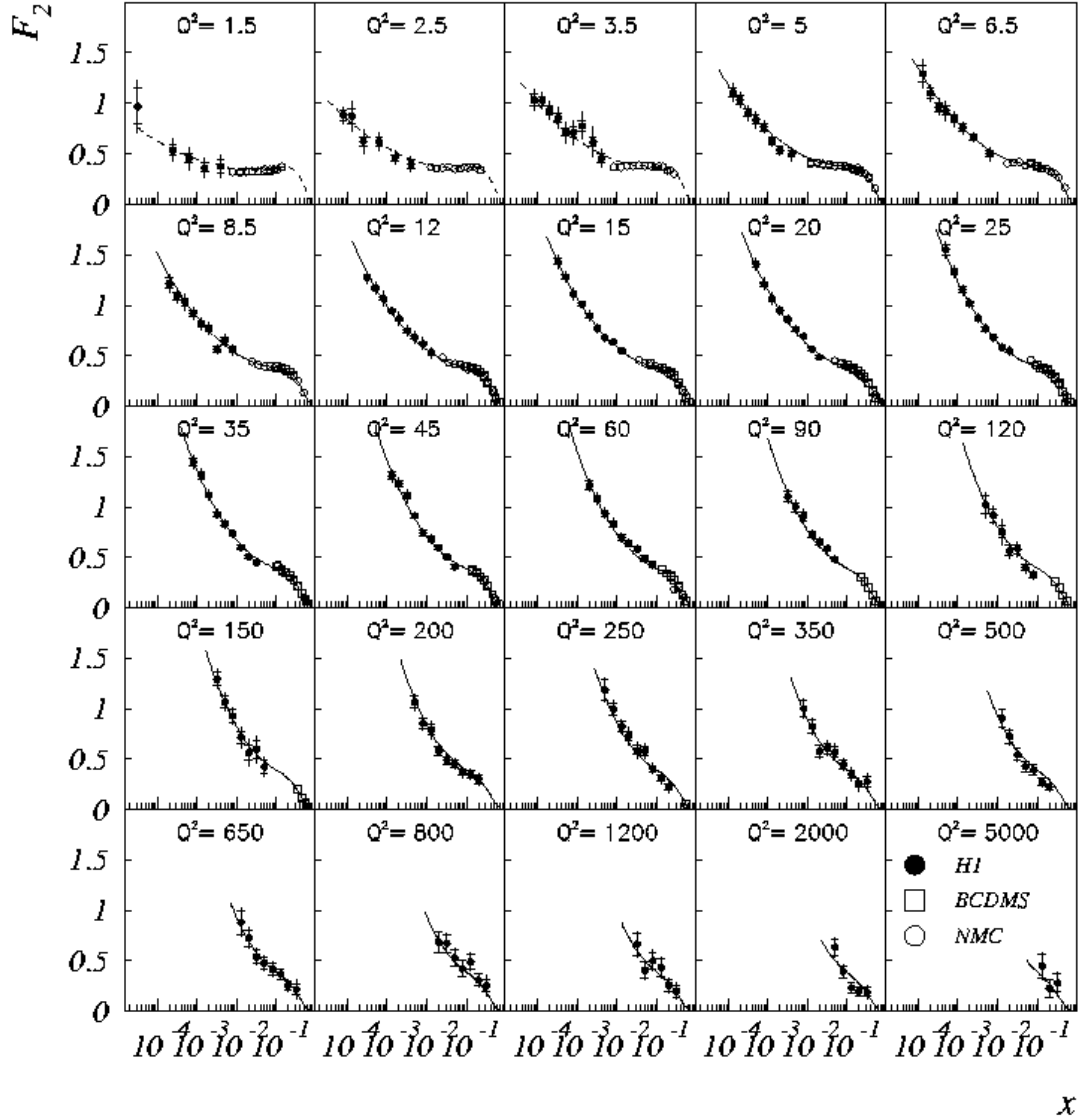 F₂
Q²= 1.5 Q²= 2.5 Q²= 3.5 Q²= 5 Q²= 6.5
1.5
1
0.5
0
Q²= 8.5 Q²= 12 Q²= 15 Q²= 20 Q²= 25
1.5
1
0.5
0
Q²= 35 Q²= 45 Q²= 60 Q²= 90 Q²= 120
1.5
1
0.5
0
Q²= 150 Q²= 200 Q²= 250 Q²= 350 Q²= 500
1.5
1
0.5
0
Q²= 650 Q²= 800 Q²= 1200 Q²= 2000 Q²= 5000
1.5
1
0.5
0
H1
BCDMS
NMC
10⁻⁴ 10⁻³ 10⁻² 10⁻¹ 10⁻⁴ 10⁻³ 10⁻² 10⁻¹ 10⁻⁴ 10⁻³ 10⁻² 10⁻¹ 10⁻⁴ 10⁻³ 10⁻² 10⁻¹ 10⁻⁴ 10⁻³ 10⁻² 10⁻¹
x